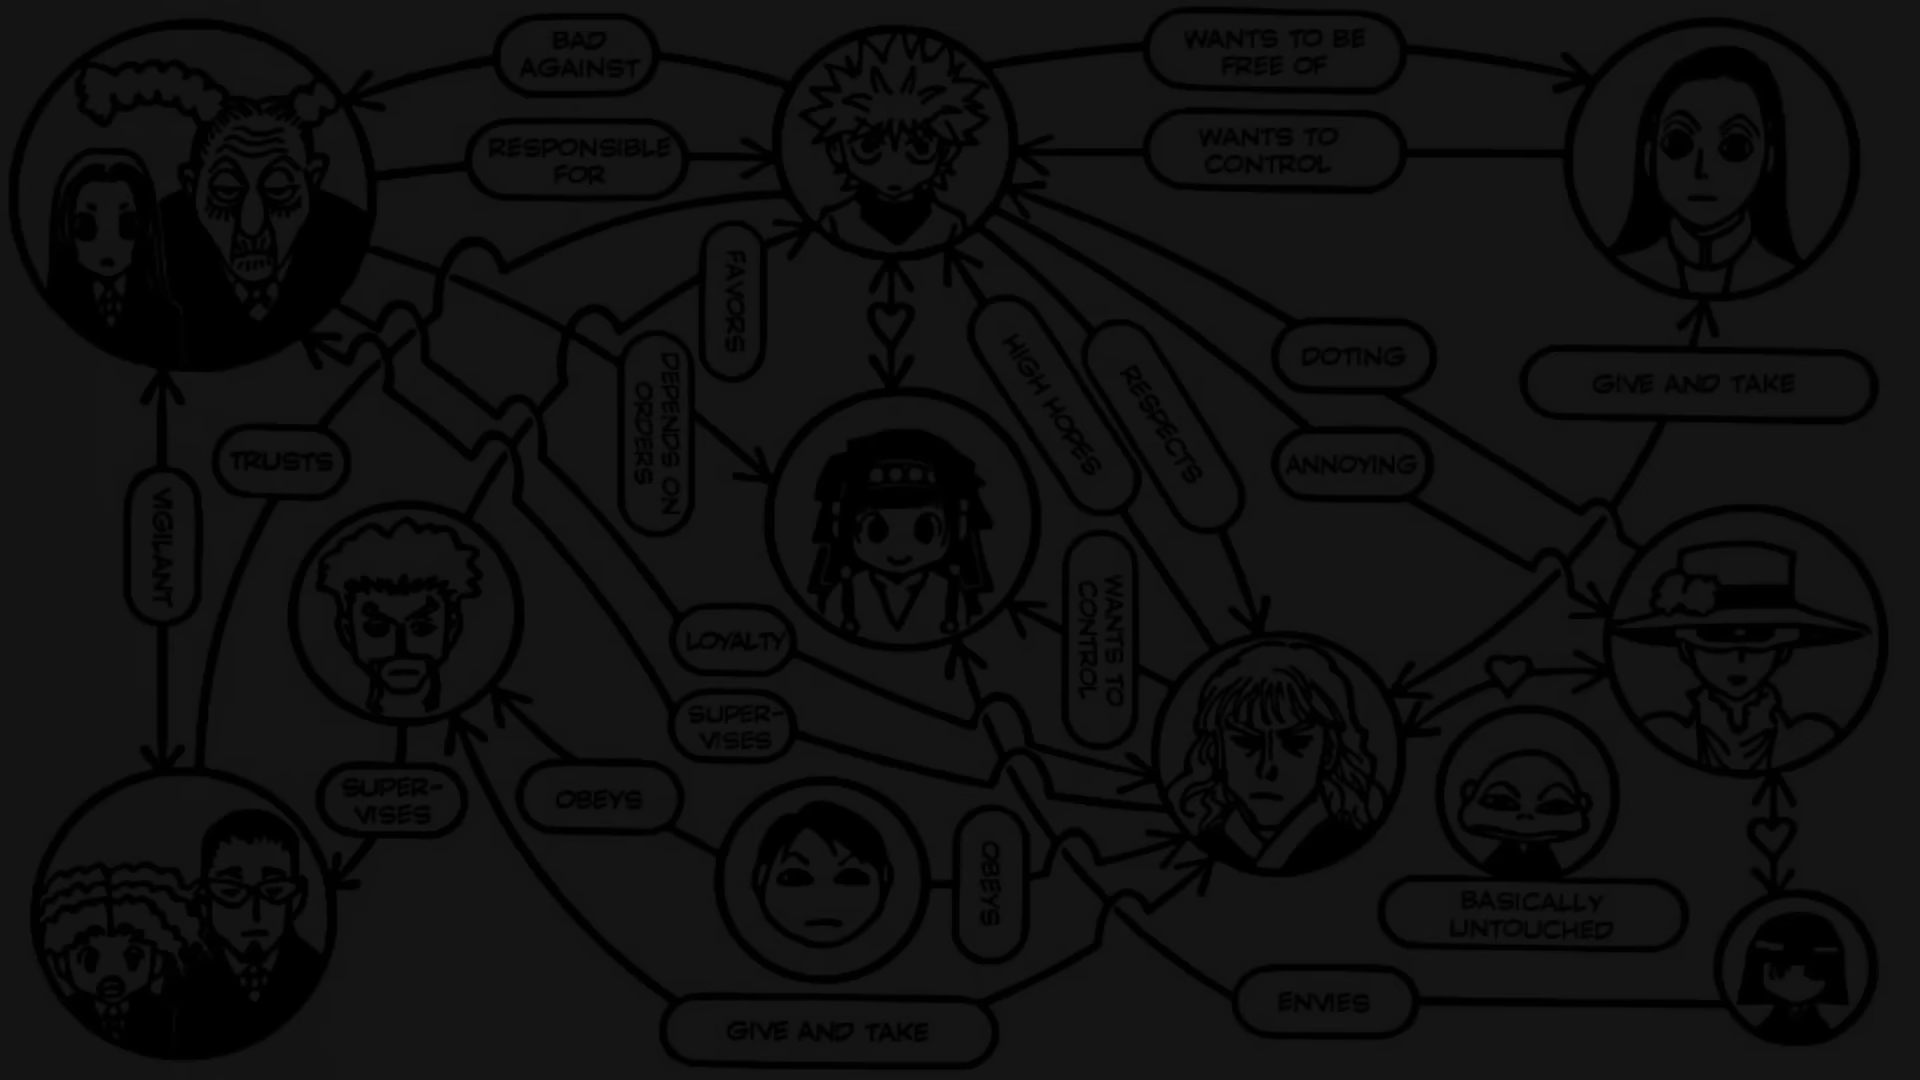 BAD
AGAINST
WANTS TO BE
FREE OF
RESPONSIBLE
FOR
WANTS TO
CONTROL
FAVORS
DEPENDS ON
ORDERS
HIGH HOPES
RESPECTS
DOTING
GIVE AND TAKE
TRUSTS
ANNOYING
VIGILANT
WANTS TO
CONTROL
LOYALTY
SUPER-
VISES
SUPER-
VISES
OBEYS
OBEYS
BASICALLY
UNTOUCHED
GIVE AND TAKE
ENVIES